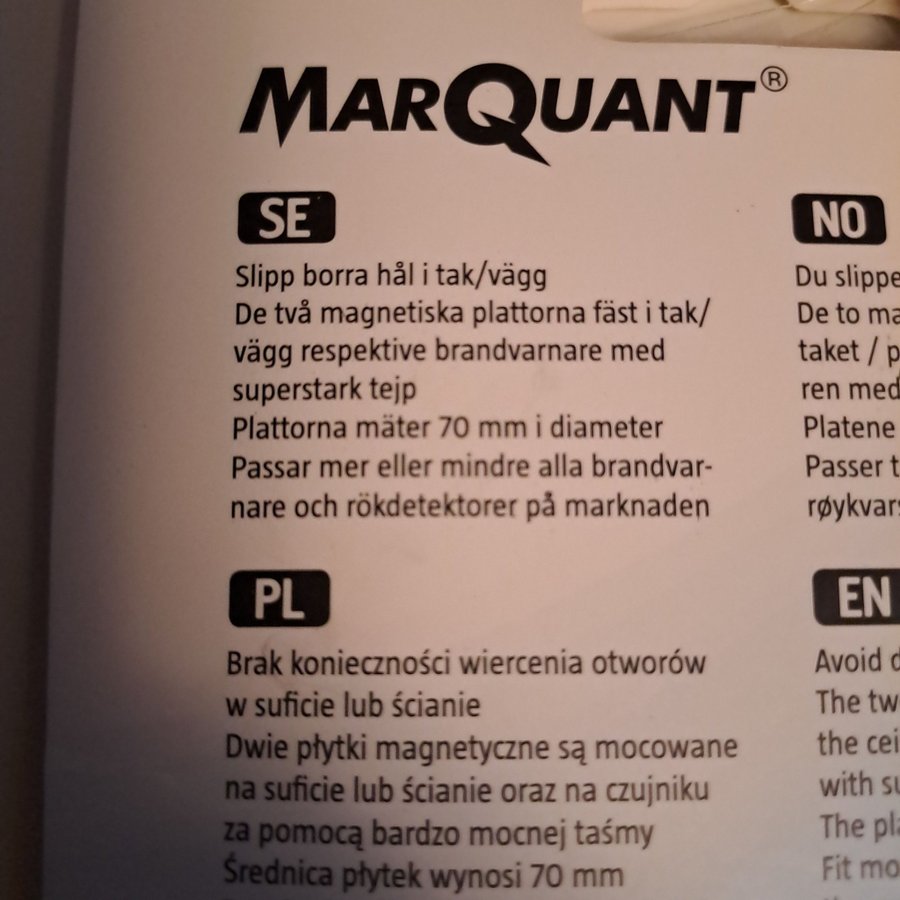 MARQUANT®
SE
Slipp borra hål i tak/vägg
De två magnetiska plattorna fäst i tak/
vägg respektive brandvarnare med
superstark tejp
Plattorna mäter 70 mm i diameter
Passar mer eller mindre alla brandvar-
nare och rökdetektorer på marknaden
NO
Du slippe
De to ma
taket / p
ren med
Platene
Passer t
røykvars
PL
Brak konieczności wiercenia otworów
w suficie lub ścianie
Dwie płytki magnetyczne są mocowane
na suficie lub ścianie oraz na czujniku
za pomocą bardzo mocnej taśmy
Średnica płytek wynosi 70 mm
EN
Avoid d
The tw
the cei
with su
The pla
Fit mo